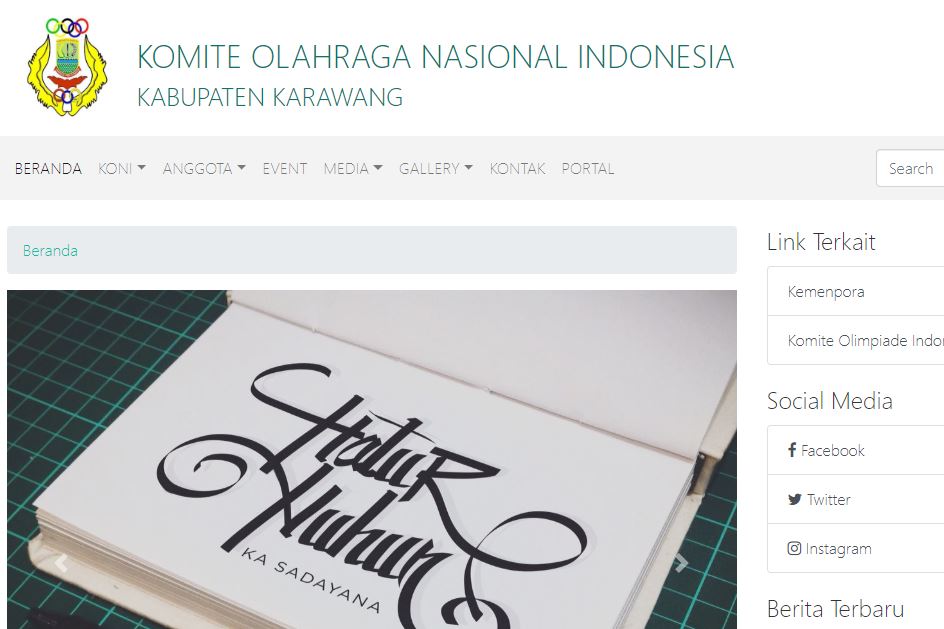 KOMITE OLAHRAGA NASIONAL INDONESIA
KABUPATEN KARAWANG
BERANDA KONI ANGGOTA EVENT MEDIA GALLERY KONTAK PORTAL Search
Beranda
Hatur
Nuhun
KA SADAYANA
Link Terkait
Kemenpora
Komite Olimpiade Indo
Social Media
Facebook
Twitter
Instagram
Berita Terbaru